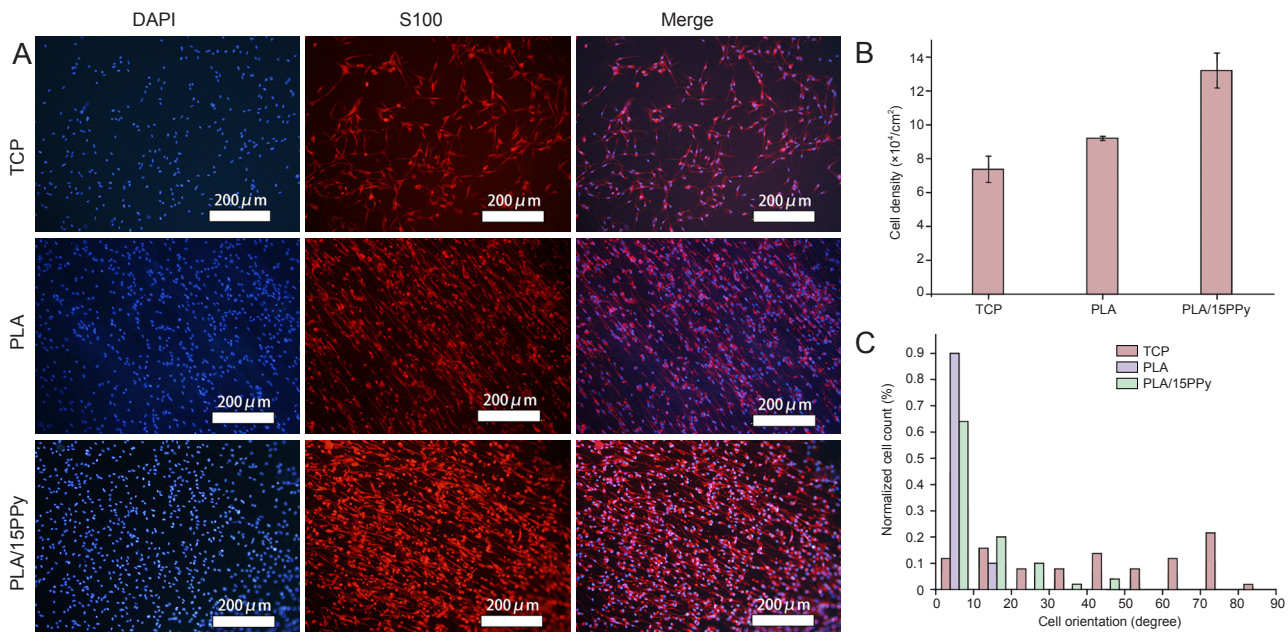 DAPI S100 Merge
A
TCP
200 μm 200 μm 200 μm
PLA
200 μm 200 μm 200 μm
PLA/15PPy
200 μm 200 μm 200 μm
B
Cell density (×10⁴/cm²)
14
12
10
8
6
4
2
0
TCP PLA PLA/15PPy
C
Normalized cell count (%)
0.9
0.8
0.9
0.6
0.9
0.4
0.3
0.2
0.1
0
TCP
PLA
PLA/15PPy
0 10 20 30 40 50 60 70 80 90
Cell orientation (degree)